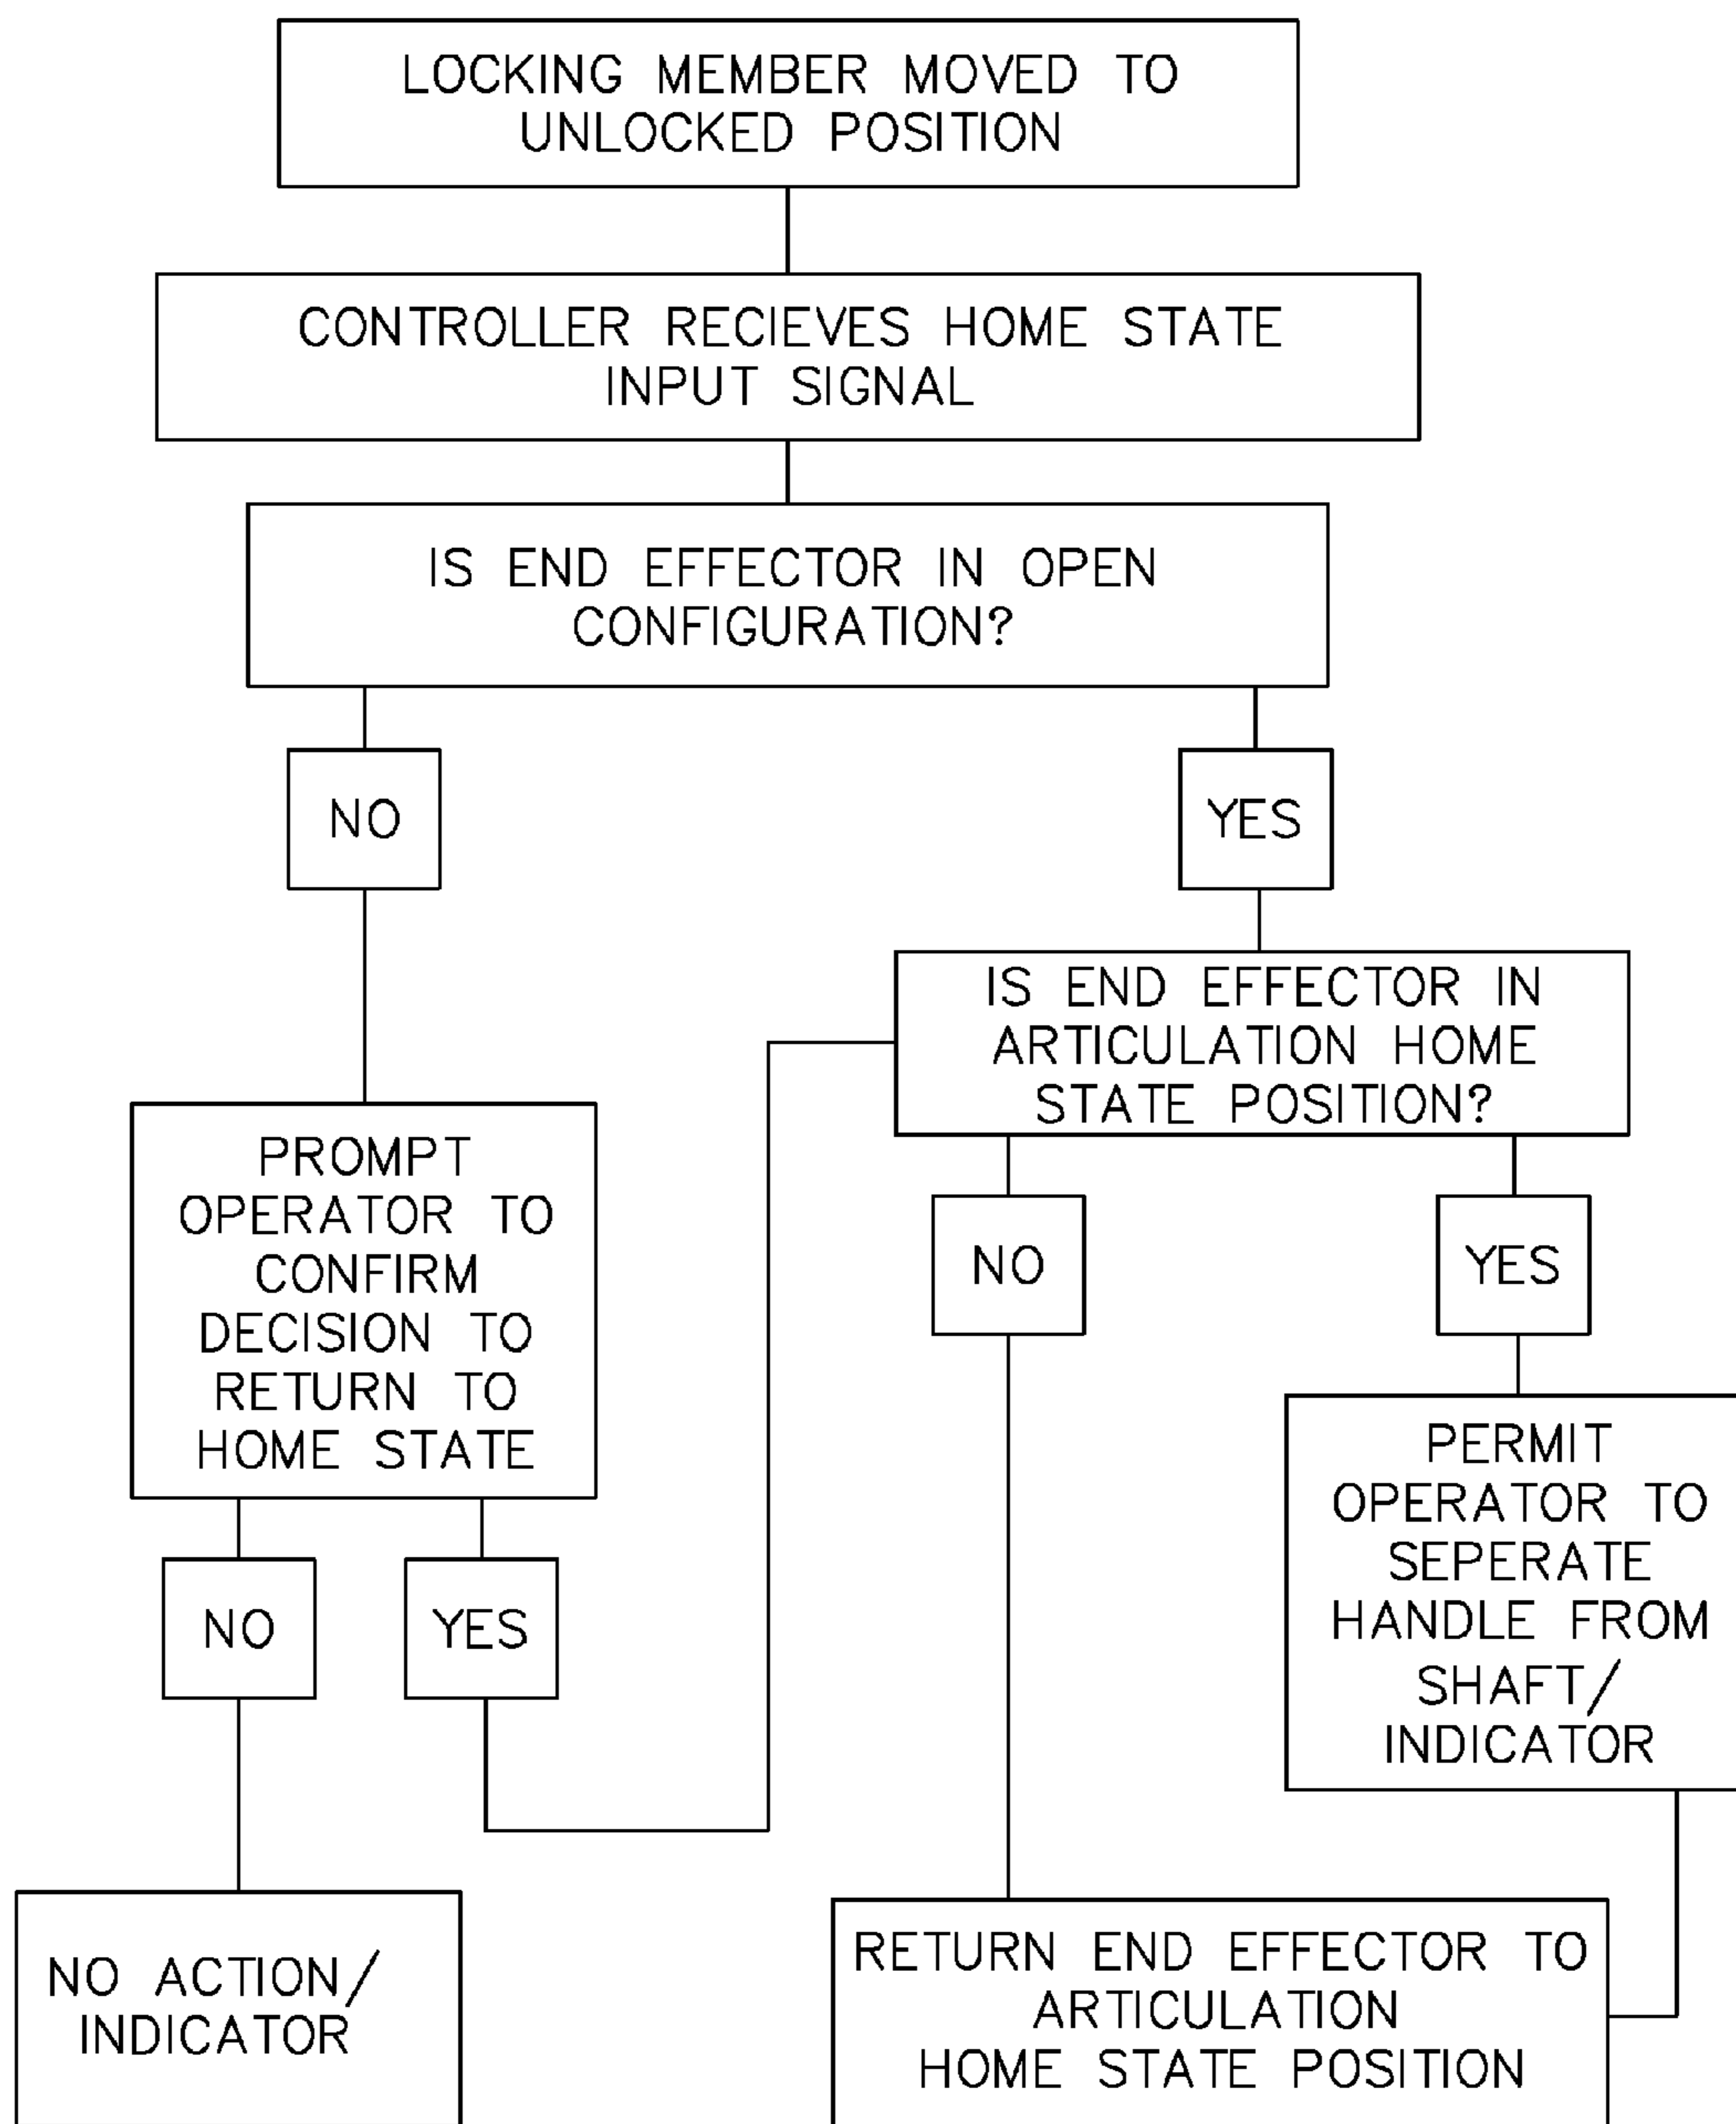 LOCKING MEMBER MOVED TO
UNLOCKED POSITION
CONTROLLER RECIEVES HOME STATE
INPUT SIGNAL
IS END EFFECTOR IN OPEN
CONFIGURATION?
NO
YES
IS END EFFECTOR IN
ARTICULATION HOME
STATE POSITION?
PROMPT
OPERATOR TO
CONFIRM
DECISION TO
RETURN TO
HOME STATE
NO
YES
PERMIT
OPERATOR TO
SEPERATE
HANDLE FROM
SHAFT/
INDICATOR
NO
YES
NO ACTION/
INDICATOR
RETURN END EFFECTOR TO
ARTICULATION
HOME STATE POSITION